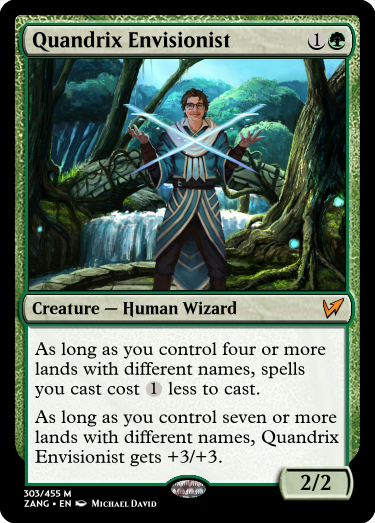 Quandrix Envisionist 1
Creature — Human Wizard
As long as you control four or more
lands with different names, spells
you cast cost 1 less to cast.
As long as you control seven or more
lands with different names, Quandrix
Envisionist gets +3/+3.
2/2
303/455 M
ZANG • EN Michael David